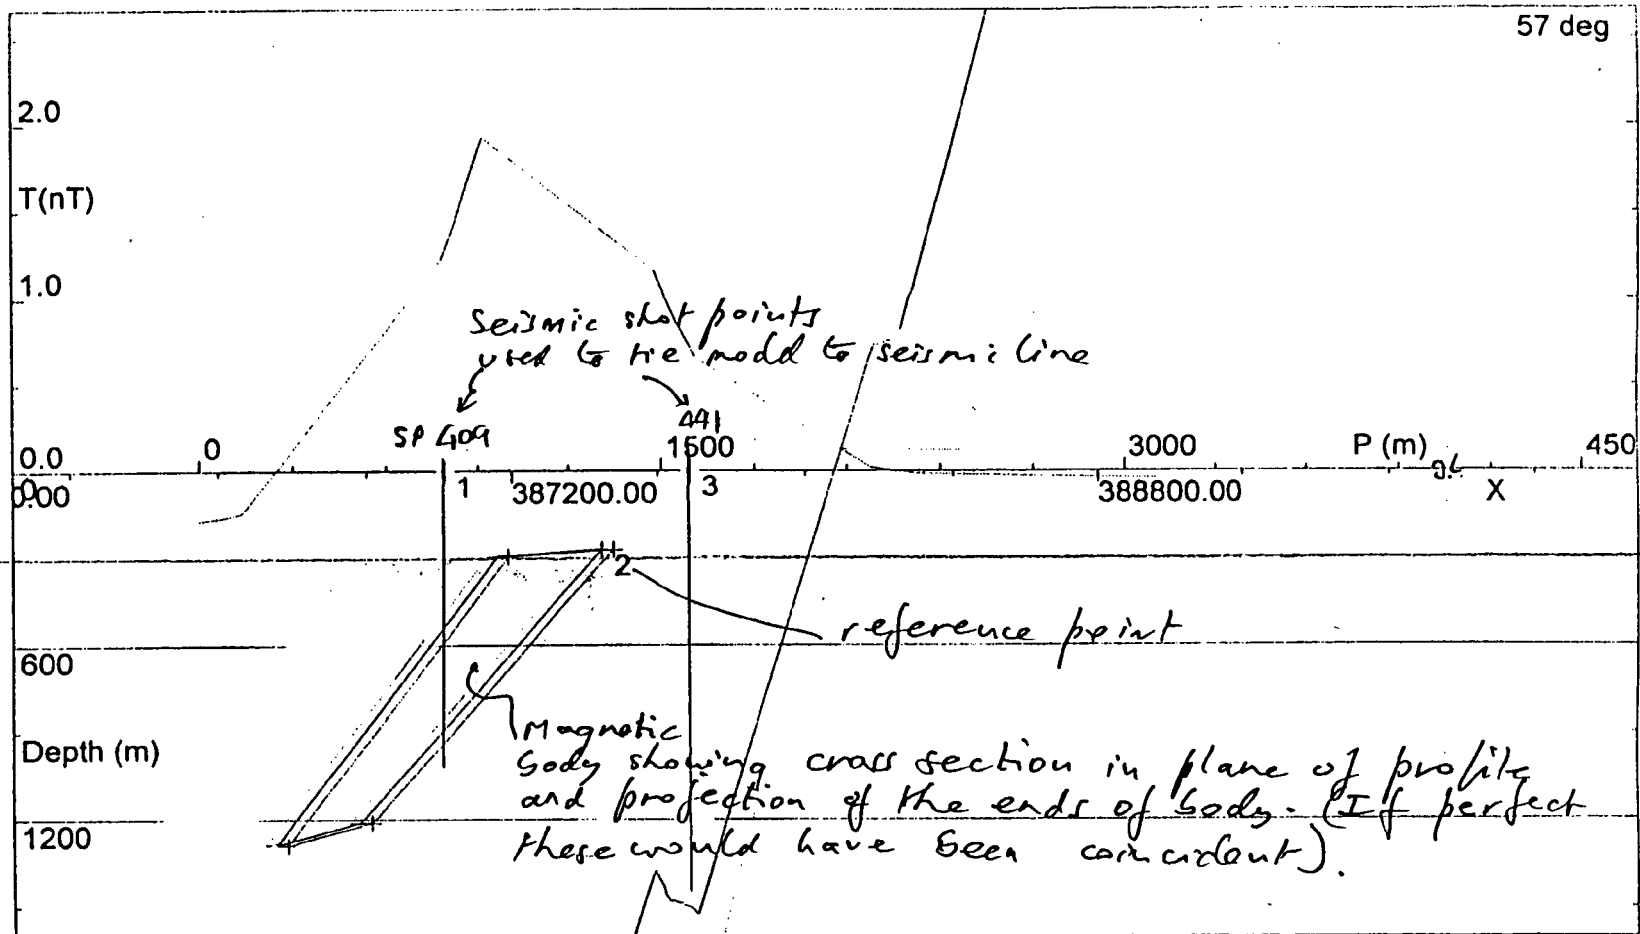 57 deg
2.0
T(nT)
1.0
Seismic shot points
used to tie model to seismic line
SP 409
441
0
1500
3000
P (m)
450
0.0
gl
0.00
1
387200.00
3
388800.00
X
2
reference point
600
Magnetic
Depth (m)
body showing cross section in plane of profile
and projection of the ends of body. (If perfect
1200
these would have been coincident).